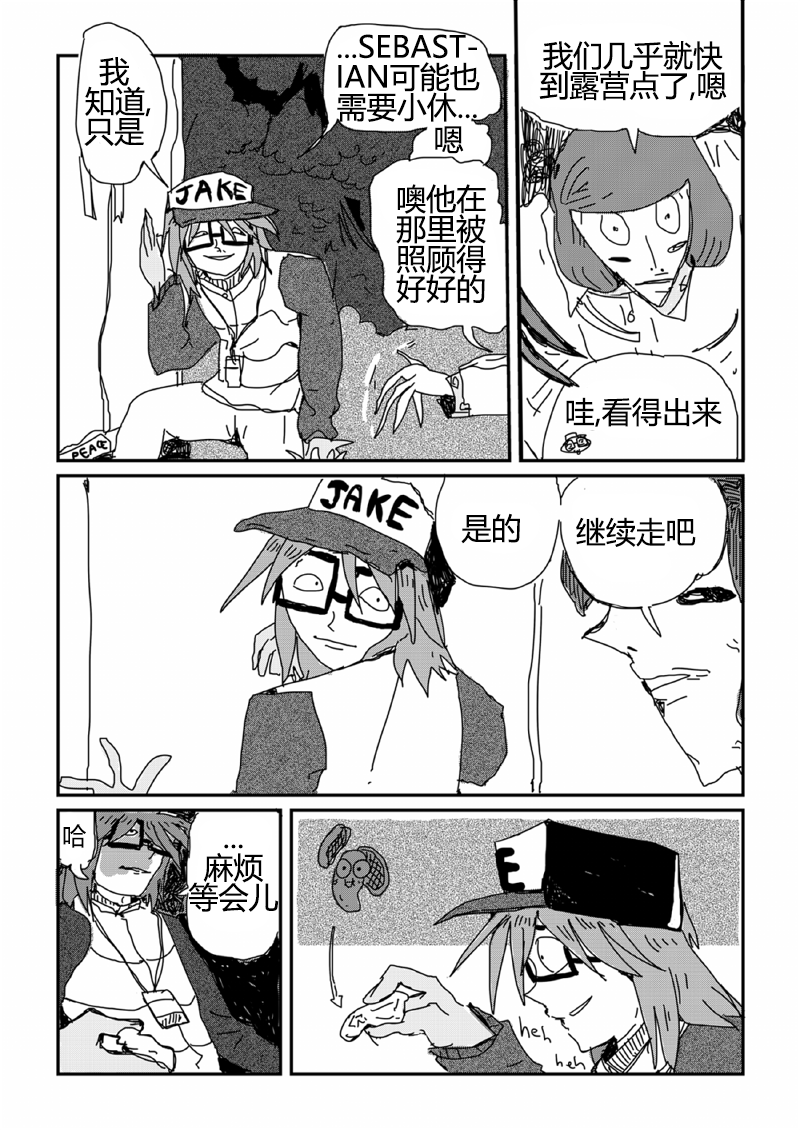 我
知道,
只是
...SEBAST-
IAN可能也
需要小休...
嗯
噢他在
那里被
照顾得
好好的
JAKE
PEACE
我们几乎就快
到露营点了,嗯
哇,看得出来
JAKE
是的
继续走吧
哈
...
麻烦
等会儿
E
heh
heh